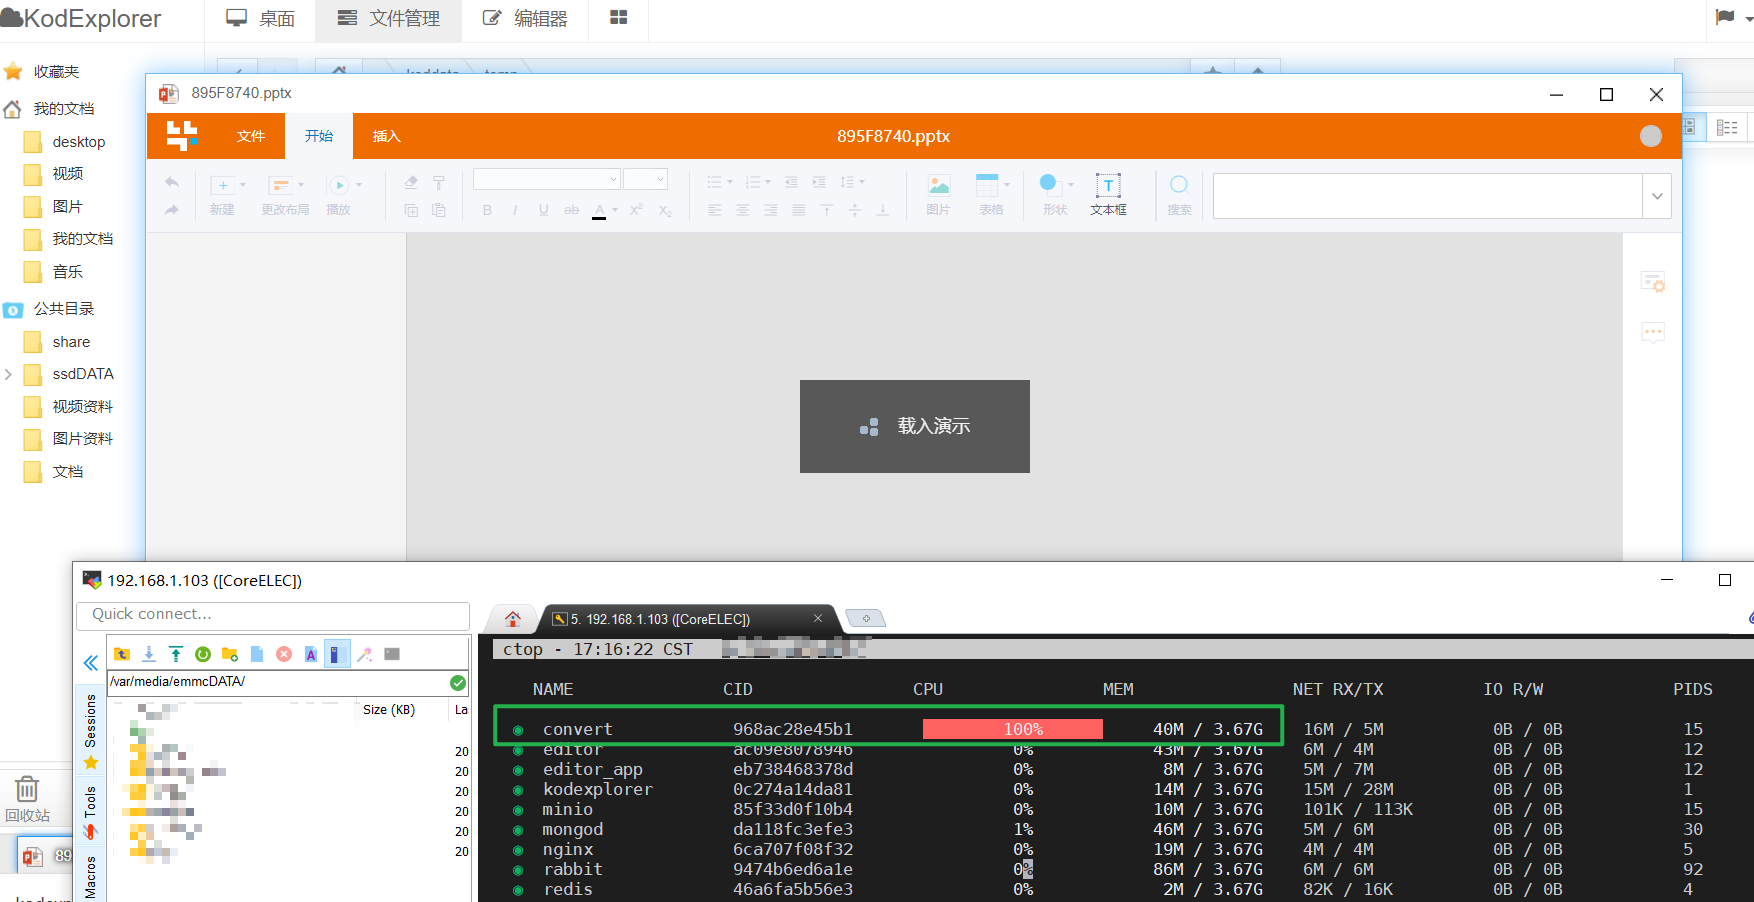 KodExplorer
桌面
文件管理
编辑器
收藏夹
我的文档
desktop
视频
图片
我的文档
音乐
公共目录
share
ssdDATA
视频资料
图片资料
文档
回收站
895F8740.pptx
文件
开始
插入
895F8740.pptx
新建
更改布局
播放
B I U ab A X² X₂
图片
表格
形状
T
文本框
搜索
载入演示
192.168.1.103 ([CoreELEC])
Quick connect...
5. 192.168.1.103 ([CoreELEC])
/var/media/emmcDATA/
Size (KB)
La
20
20
20
20
20
20
Sessions
Tools
Macros
ctop - 17:16:22 CST
NAME CID CPU MEM NET RX/TX IO R/W PIDS
convert 968ac28e45b1 100% 40M / 3.67G 16M / 5M 0B / 0B 15
editor ac09e8078946 0% 43M / 3.67G 6M / 4M 0B / 0B 12
editor_app eb738468378d 0% 8M / 3.67G 5M / 7M 0B / 0B 12
kodexplorer 0c274a14da81 0% 14M / 3.67G 15M / 28M 0B / 0B 1
minio 85f33d0f10b4 0% 10M / 3.67G 101K / 113K 0B / 0B 15
mongod da118fc3efe3 1% 46M / 3.67G 5M / 6M 0B / 0B 30
nginx 6ca707f08f32 0% 19M / 3.67G 4M / 4M 0B / 0B 5
rabbit 9474b6ed6a1e 0% 86M / 3.67G 6M / 6M 0B / 0B 92
redis 46a6fa5b56e3 0% 2M / 3.67G 82K / 16K 0B / 0B 4